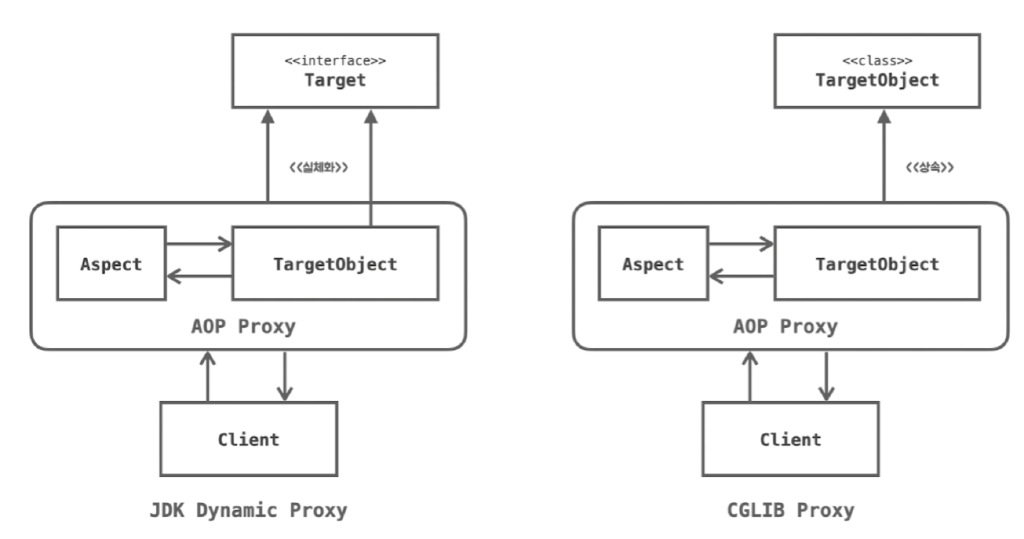 <<interface>>
Target
<<실체화>>
Aspect
TargetObject
AOP Proxy
Client
JDK Dynamic Proxy
<<class>>
TargetObject
<<상속>>
Aspect
TargetObject
AOP Proxy
Client
CGLIB Proxy